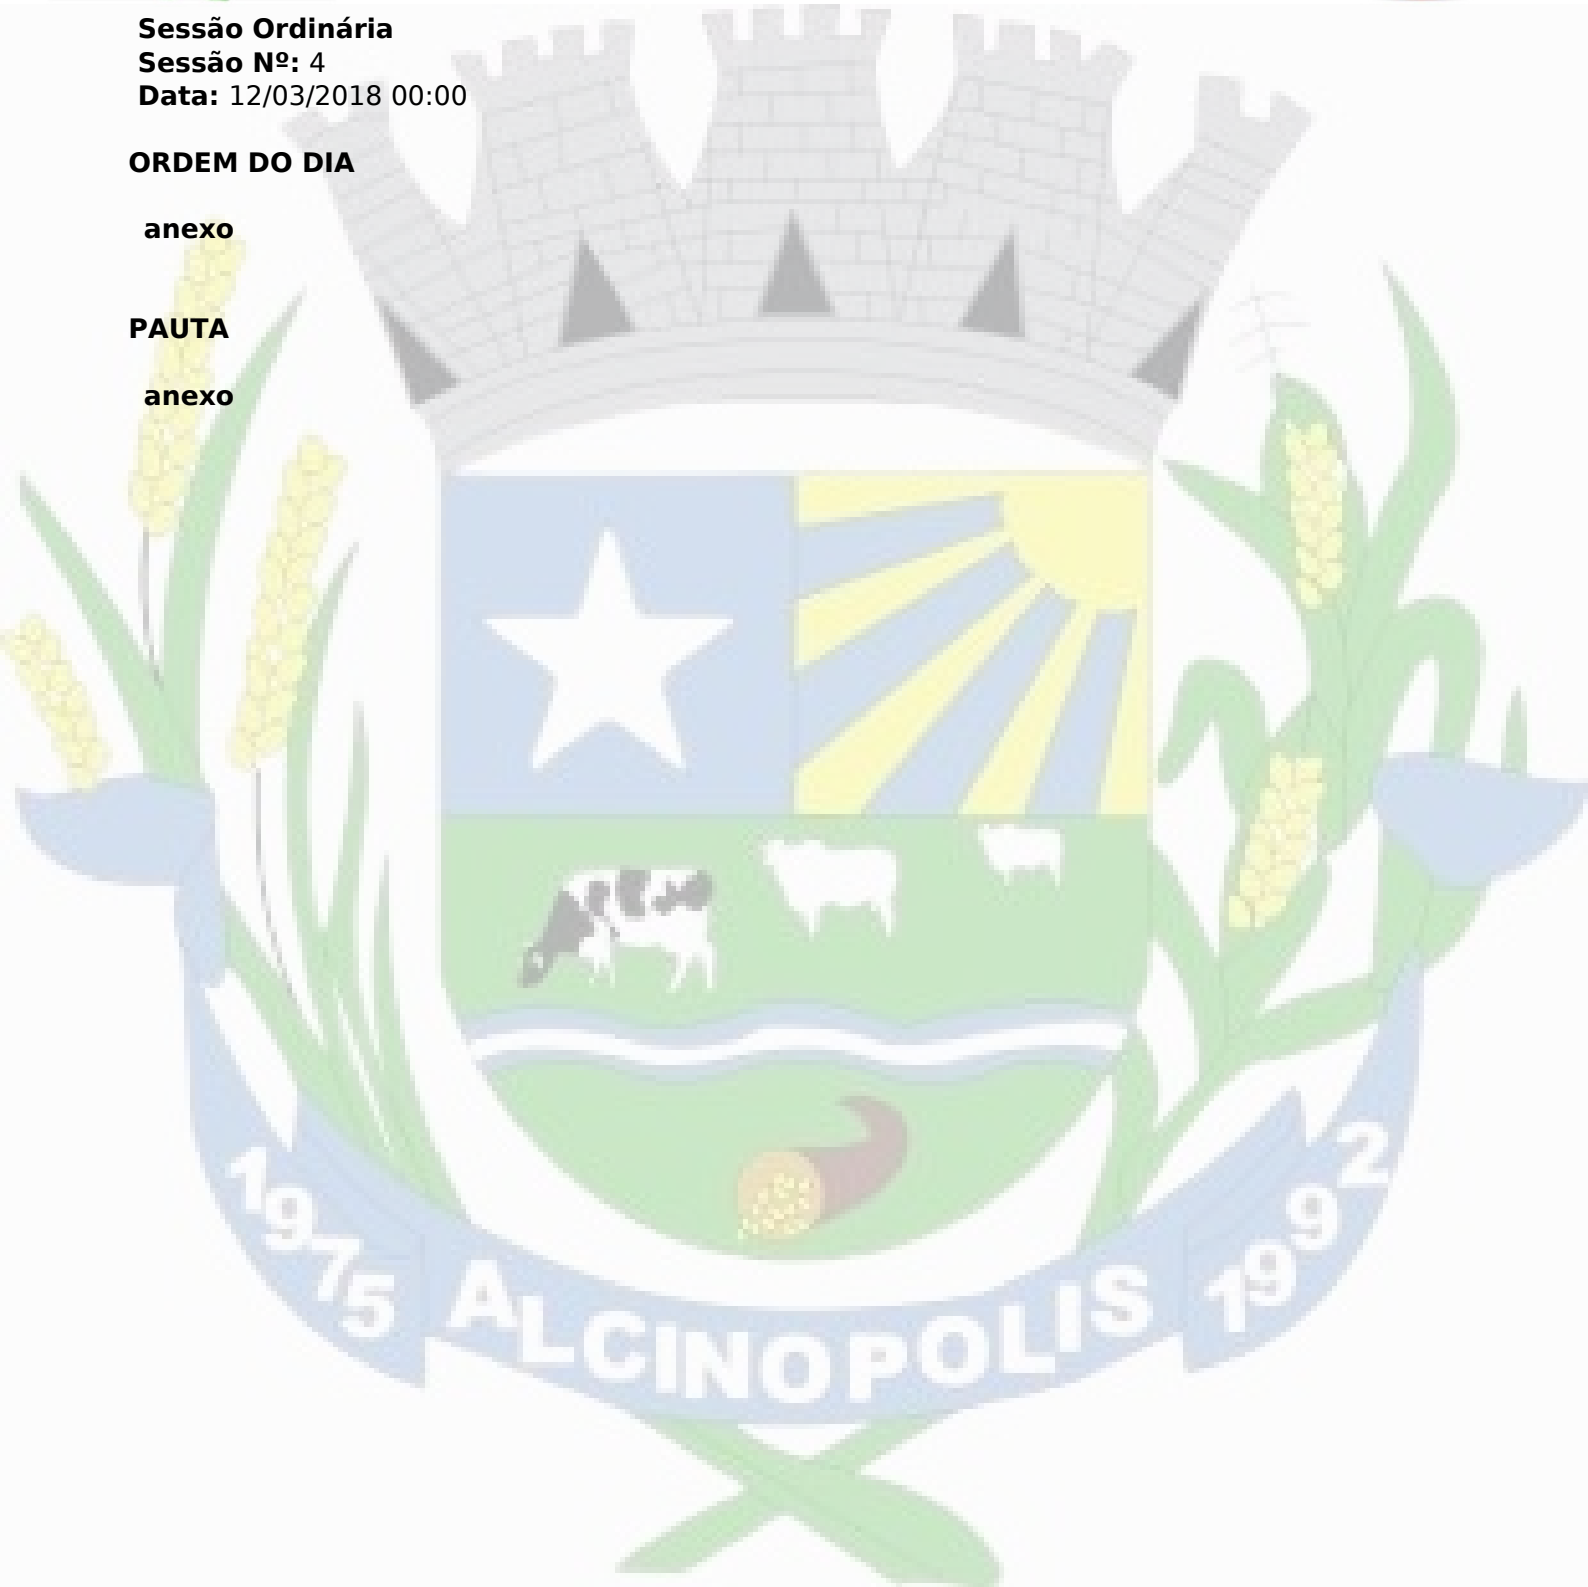 Sessão Ordinária
Sessão Nº: 4
Data: 12/03/2018 00:00
ORDEM DO DIA
anexo
PAUTA
anexo
1975 ALCINOPOLIS 1992